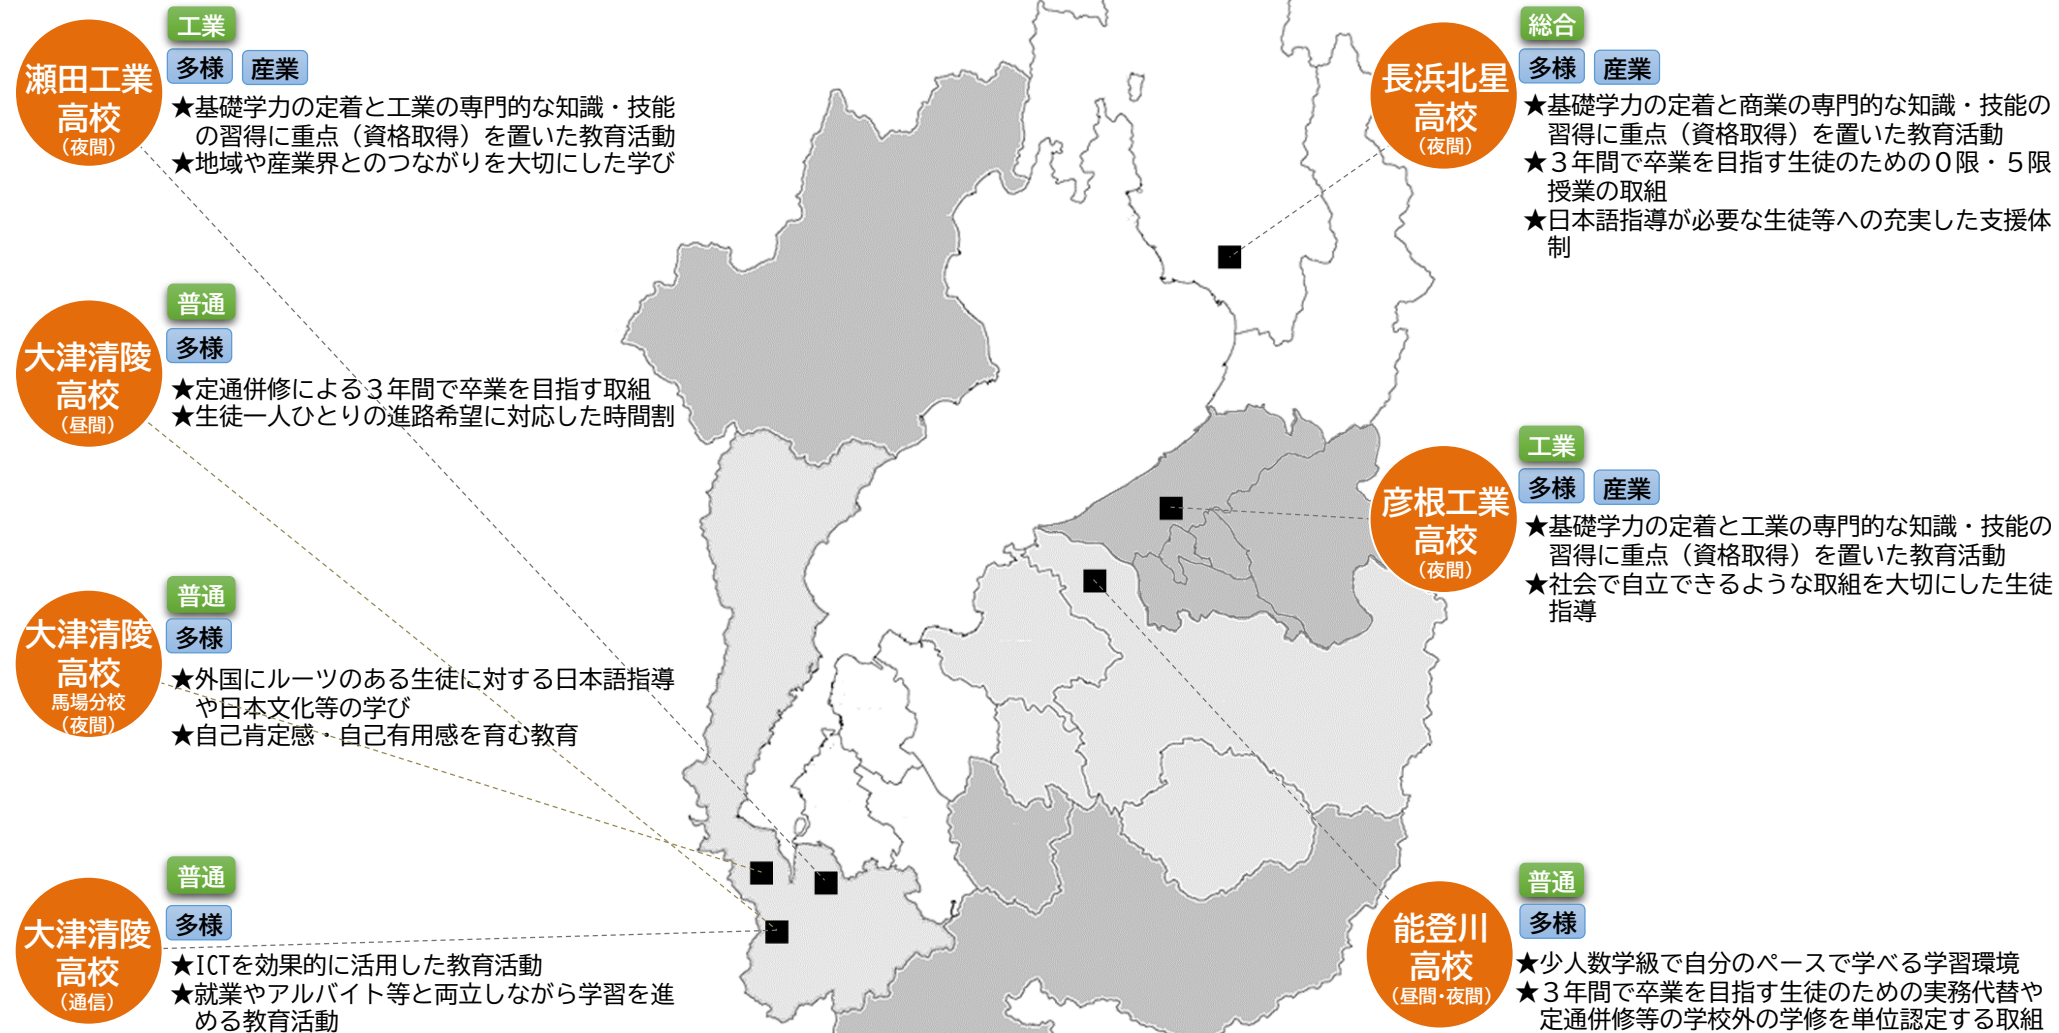 瀬田工業
高校
（夜間）
工業
多様 産業
★基礎学力の定着と工業の専門的な知識・技能
の習得に重点（資格取得）を置いた教育活動
★地域や産業界とのつながりを大切にした学び
大津清陵
高校
（昼間）
普通
多様
★定通併修による３年間で卒業を目指す取組
★生徒一人ひとりの進路希望に対応した時間割
大津清陵
高校
馬場分校
（夜間）
普通
多様
★外国にルーツのある生徒に対する日本語指導
や日本文化等の学び
★自己肯定感・自己有用感を育む教育
大津清陵
高校
（通信）
普通
多様
★ICTを効果的に活用した教育活動
★就業やアルバイト等と両立しながら学習を進
める教育活動
長浜北星
高校
（夜間）
総合
多様 産業
★基礎学力の定着と商業の専門的な知識・技能の
習得に重点（資格取得）を置いた教育活動
★３年間で卒業を目指す生徒のための０限・５限
授業の取組
★日本語指導が必要な生徒等への充実した支援体
制
彦根工業
高校
（夜間）
工業
多様 産業
★基礎学力の定着と工業の専門的な知識・技能の
習得に重点（資格取得）を置いた教育活動
★社会で自立できるような取組を大切にした生徒
指導
能登川
高校
（昼間・夜間）
普通
多様
★少人数学級で自分のペースで学べる学習環境
★３年間で卒業を目指す生徒のための実務代替や
定通併修等の学校外の学修を単位認定する取組